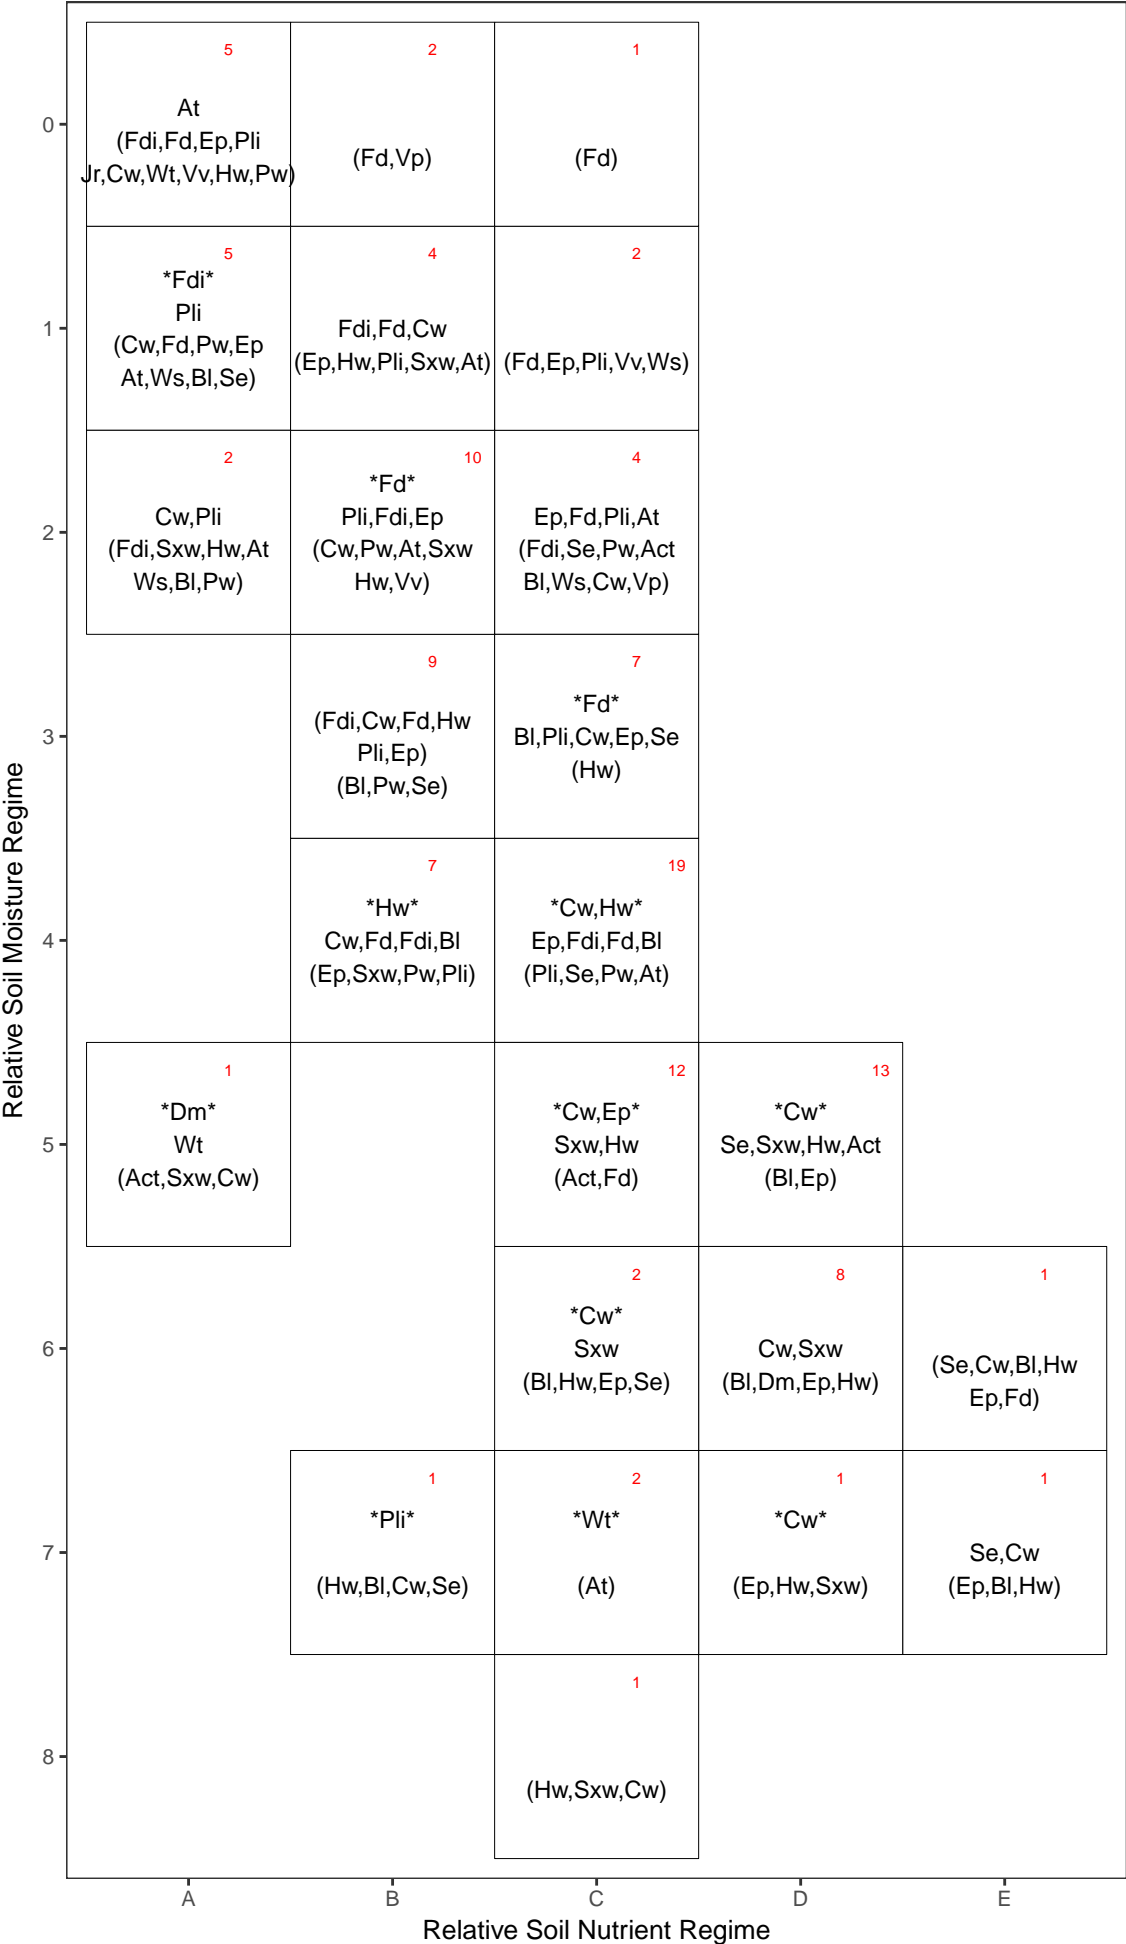 5
2
1
At
(Fdi,Fd,Ep,Pli
Jr,Cw,Wt,Vv,Hw,Pw)
(Fd,Vp)
(Fd)
0
5
4
2
*Fdi*
Pli
(Cw,Fd,Pw,Ep
At,Ws,Bl,Se)
Fdi,Fd,Cw
(Ep,Hw,Pli,Sxw,At)
(Fd,Ep,Pli,Vv,Ws)
1
2
10
4
Cw,Pli
(Fdi,Sxw,Hw,At
Ws,Bl,Pw)
*Fd*
Pli,Fdi,Ep
(Cw,Pw,At,Sxw
Hw,Vv)
Ep,Fd,Pli,At
(Fdi,Se,Pw,Act
Bl,Ws,Cw,Vp)
2
9
7
(Fdi,Cw,Fd,Hw
Pli,Ep)
(Bl,Pw,Se)
*Fd*
Bl,Pli,Cw,Ep,Se
(Hw)
3
7
19
*Hw*
Cw,Fd,Fdi,Bl
(Ep,Sxw,Pw,Pli)
*Cw,Hw*
Ep,Fdi,Fd,Bl
(Pli,Se,Pw,At)
4
1
12
13
*Dm*
Wt
(Act,Sxw,Cw)
*Cw,Ep*
Sxw,Hw
(Act,Fd)
*Cw*
Se,Sxw,Hw,Act
(Bl,Ep)
5
2
8
1
*Cw*
Sxw
(Bl,Hw,Ep,Se)
Cw,Sxw
(Bl,Dm,Ep,Hw)
(Se,Cw,Bl,Hw
Ep,Fd)
6
1
2
1
1
*Pli*
(Hw,Bl,Cw,Se)
*Wt*
(At)
*Cw*
(Ep,Hw,Sxw)
Se,Cw
(Ep,Bl,Hw)
7
1
(Hw,Sxw,Cw)
8
A
B
C
D
E
Relative Soil Nutrient Regime
Relative Soil Moisture Regime